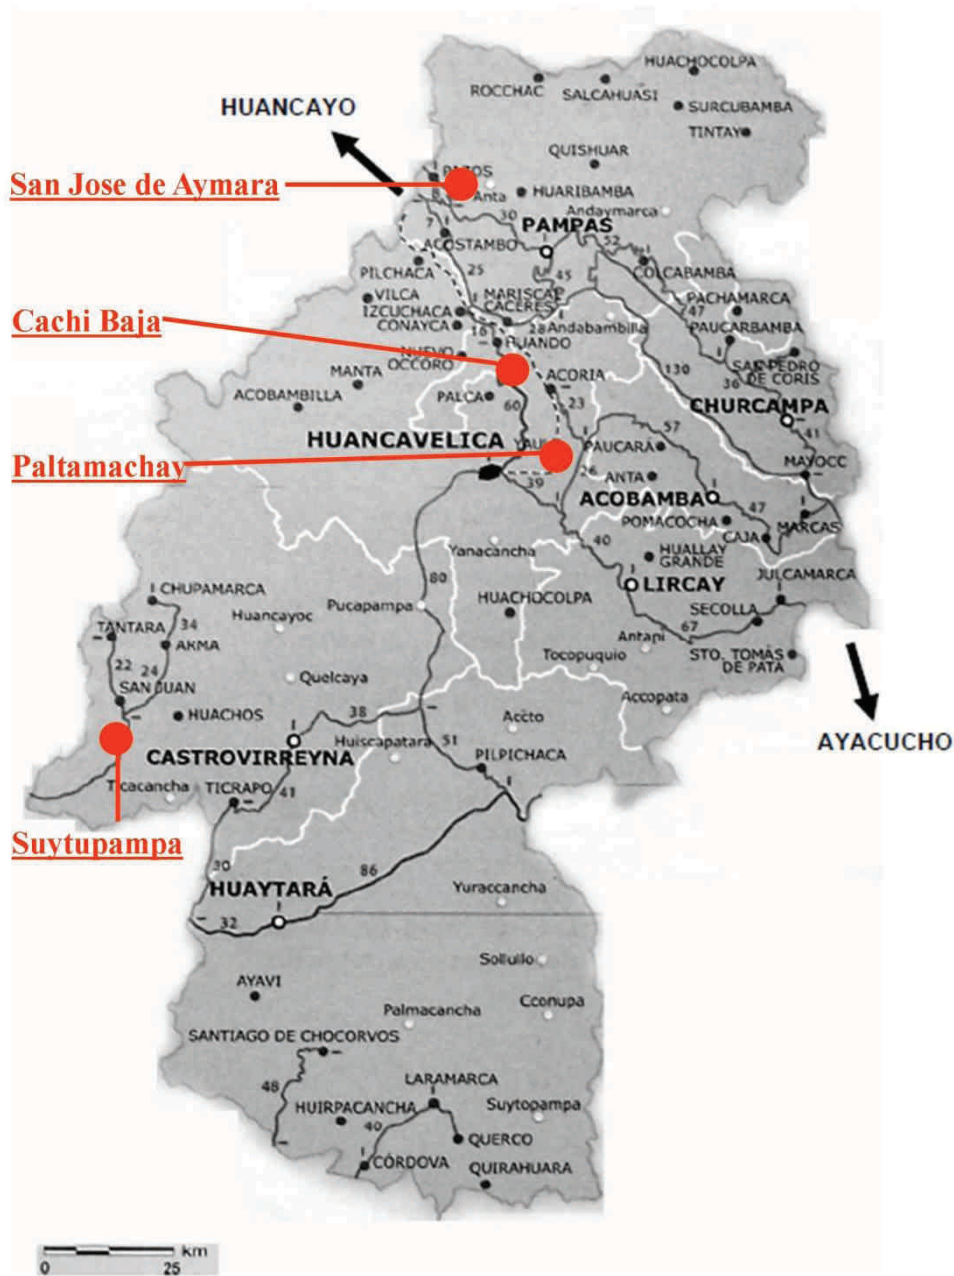 HUACHOCOLPA
ROCCHAC
SALCAHUASI
HUANCAYO
SURCUBAMBA
TINTAY
QUISHUAR
San Jose de Aymara
Anta
HUARIBAMBA
8
30
Andaymarca
PAMPAS
7
52
ACOSTAMBO
PILCHACA
25
45
COLCABAMBA
VILCA
MARISCAL
CÁCERES
PACHAMARCA
Cachi Baja
IZCUCHACA
CONAYCA
47
16
28
Andabambilla
PAUCARBAMBA
NUEVO
OCCORO
MANTA
ACORIA
130
36
SAN PEDRO
DE CORIS
ACOBAMBILLA
PALCA
60
23
CHURCAMPA
HUANCAVELICA
PAUCARÁ
57
41
Paltamachay
39
26
ANTA
MAYOCC
ACOBAMBA
47
POMACOCHA
CAJA
MARCAS
Yanacancha
40
HUALLAY
GRANDE
80
LIRCAY
JULCAMARCA
CHUPAMARCA
Huancayoc
Pucapampa
HUACHOCOLPA
SECOLLA
TANTARA
34
ARMA
Antapi
67
22
24
Tocopuquio
STO. TOMÁS
DE PATA
SAN JUAN
Quelcaya
Accopata
HUACHOS
38
Accto
CASTROVIRREYNA
Huiscapatara
51
PILPICHACA
AYACUCHO
Ticacancha
TICRAPO
41
Suytupampa
30
86
HUAYTARÁ
Yuraccancha
32
Sollullo
AYAVI
Cconupa
Palmacancha
SANTIAGO DE CHOCORVOS
48
LARAMARCA
HUIRPACANCHA
40
Suytopampa
QUERCO
CÓRDOVA
QUIRAHUARA
km
0
25